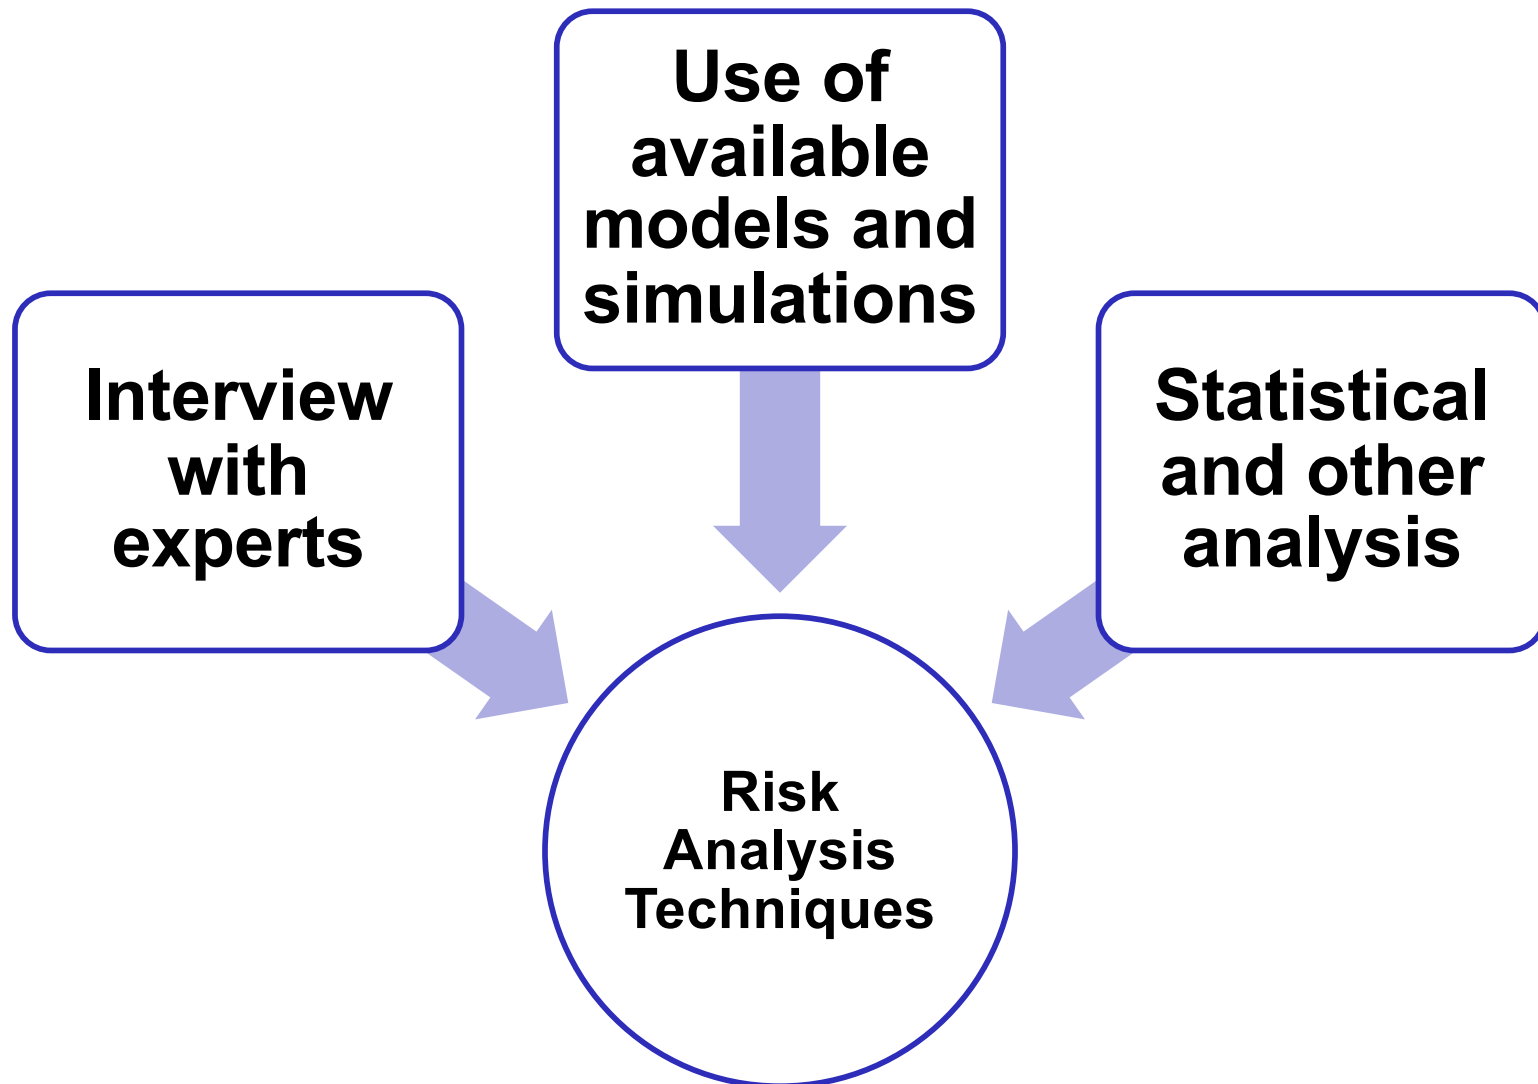 Use of
available
models and
simulations
Interview
with
experts
Statistical
and other
analysis
Risk
Analysis
Techniques